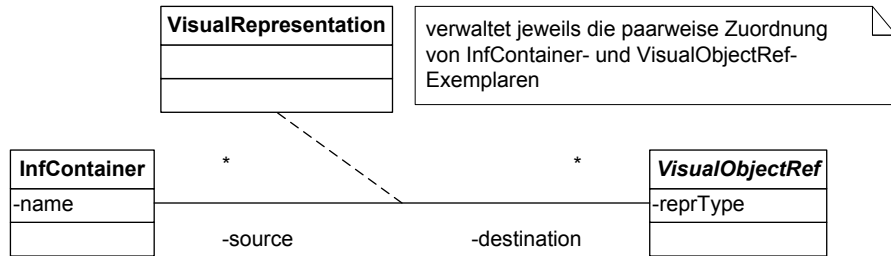 VisualRepresentation
verwaltet jeweils die paarweise Zuordnung
von InfContainer- und VisualObjectRef-
Exemplaren
InfContainer
-name
*
*
VisualObjectRef
-reprType
-source
-destination